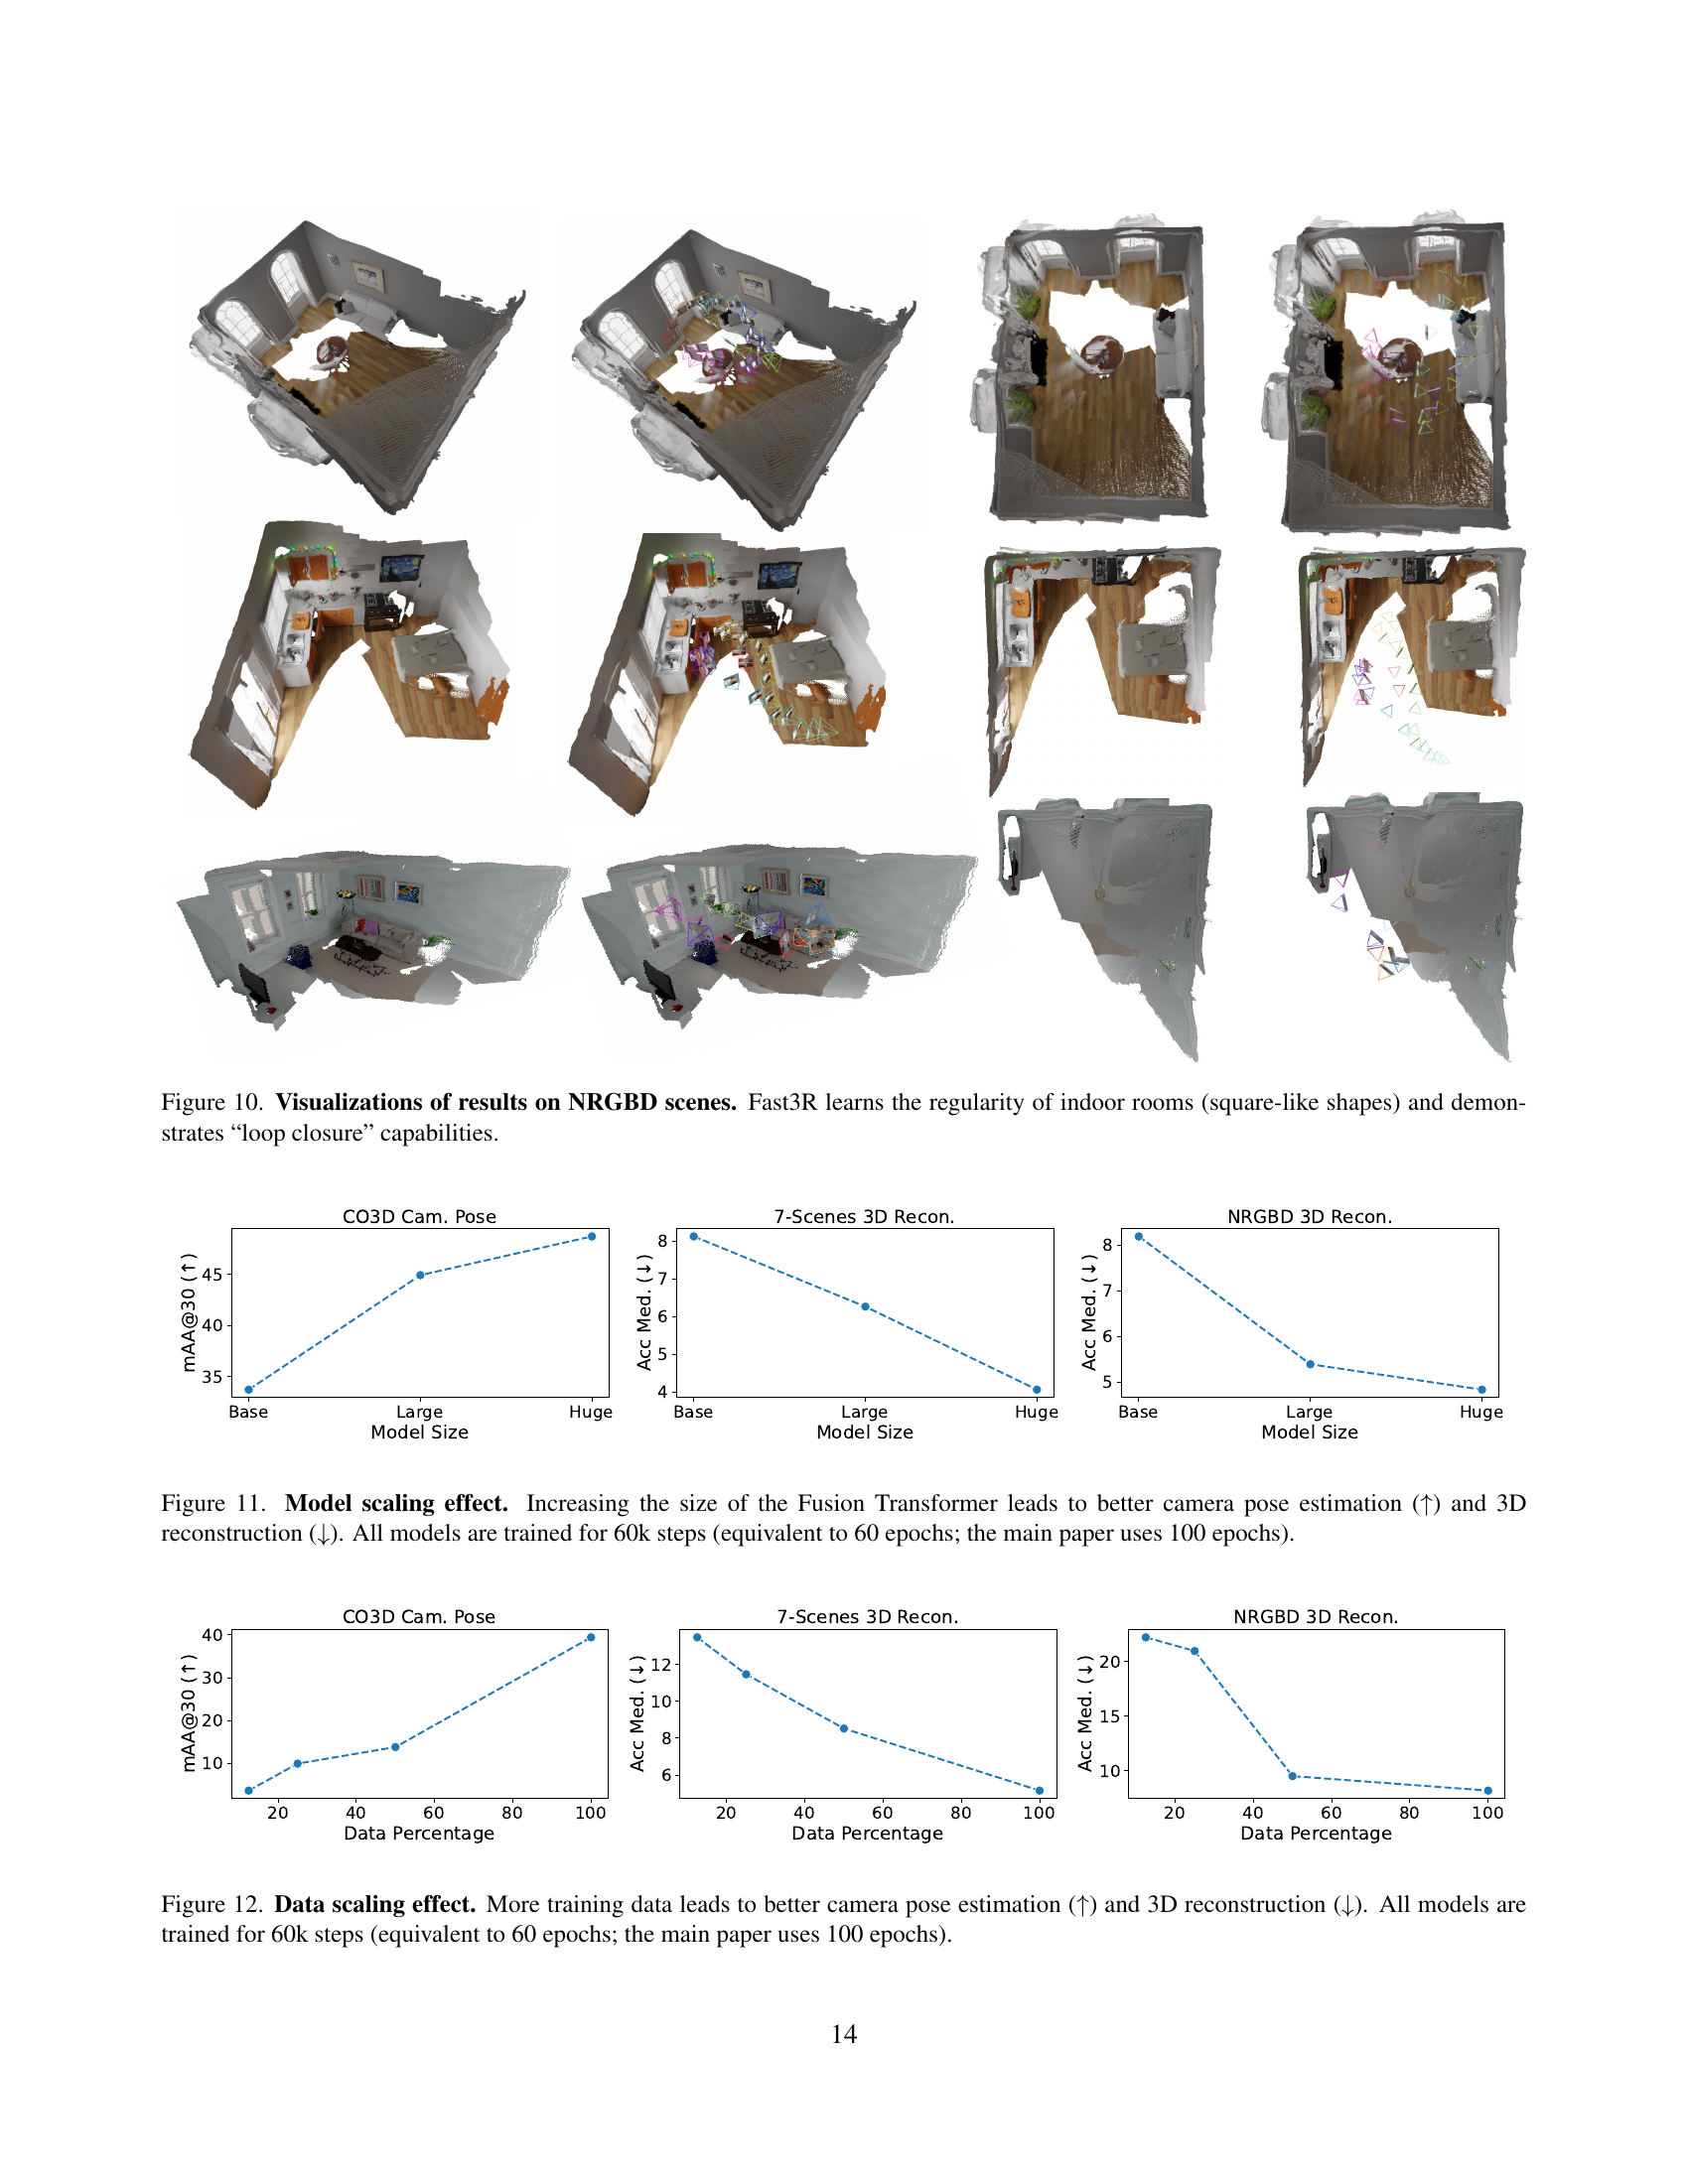 Figure 10. Visualizations of results on NRGBD scenes. Fast3R learns the regularity of indoor rooms (square-like shapes) and demon-
strates “loop closure” capabilities.
CO3D Cam. Pose
mAA@30 (↑)
45
40
35
Base Large Huge
Model Size
7-Scenes 3D Recon.
Acc Med. (↓)
8
7
6
5
4
Base Large Huge
Model Size
NRGBD 3D Recon.
Acc Med. (↓)
8
7
6
5
Base Large Huge
Model Size
Figure 11. Model scaling effect. Increasing the size of the Fusion Transformer leads to better camera pose estimation (↑) and 3D
reconstruction (↓). All models are trained for 60k steps (equivalent to 60 epochs; the main paper uses 100 epochs).
CO3D Cam. Pose
mAA@30 (↑)
40
30
20
10
20 40 60 80 100
Data Percentage
7-Scenes 3D Recon.
Acc Med. (↓)
12
10
8
6
20 40 60 80 100
Data Percentage
NRGBD 3D Recon.
Acc Med. (↓)
20
15
10
20 40 60 80 100
Data Percentage
Figure 12. Data scaling effect. More training data leads to better camera pose estimation (↑) and 3D reconstruction (↓). All models are
trained for 60k steps (equivalent to 60 epochs; the main paper uses 100 epochs).
14